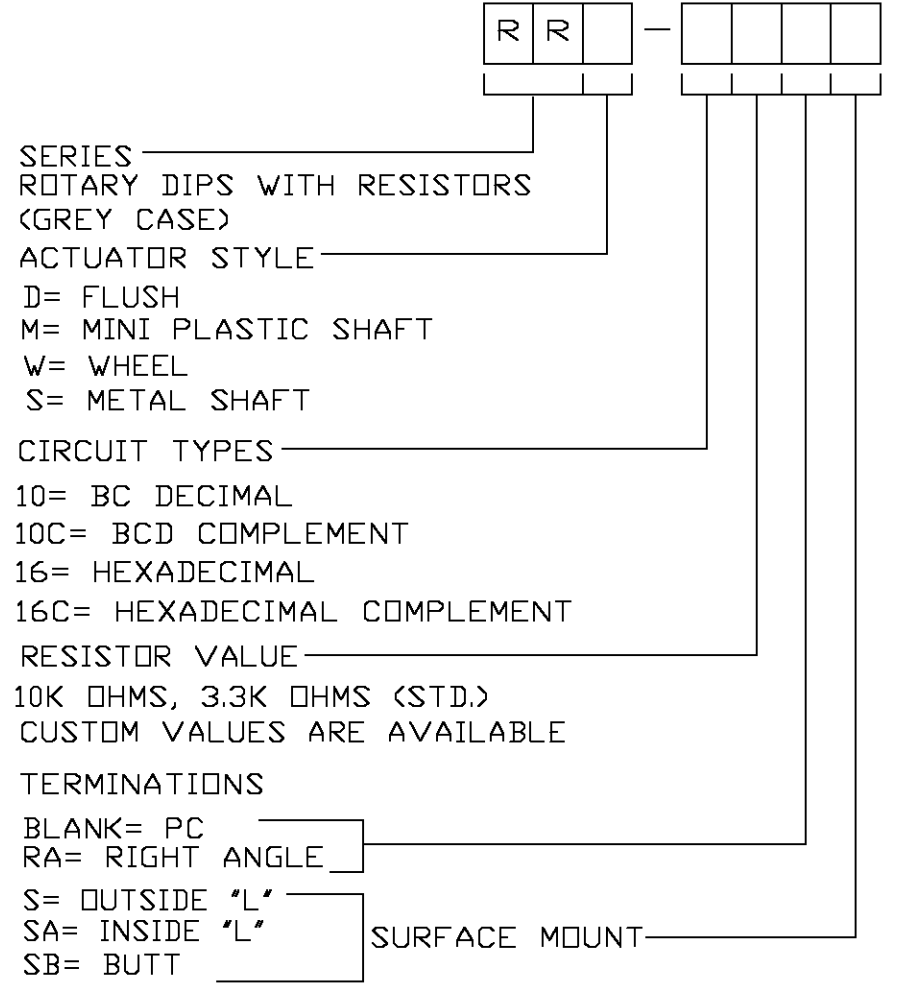 R R -
SERIES
ROTARY DIPS WITH RESISTORS
(GREY CASE)
ACTUATOR STYLE
D= FLUSH
M= MINI PLASTIC SHAFT
W= WHEEL
S= METAL SHAFT
CIRCUIT TYPES
10= BC DECIMAL
10C= BCD COMPLEMENT
16= HEXADECIMAL
16C= HEXADECIMAL COMPLEMENT
RESISTOR VALUE
10K OHMS, 3.3K OHMS (STD.)
CUSTOM VALUES ARE AVAILABLE
TERMINATIONS
BLANK= PC
RA= RIGHT ANGLE
S= OUTSIDE "L"
SA= INSIDE "L"
SB= BUTT
SURFACE MOUNT